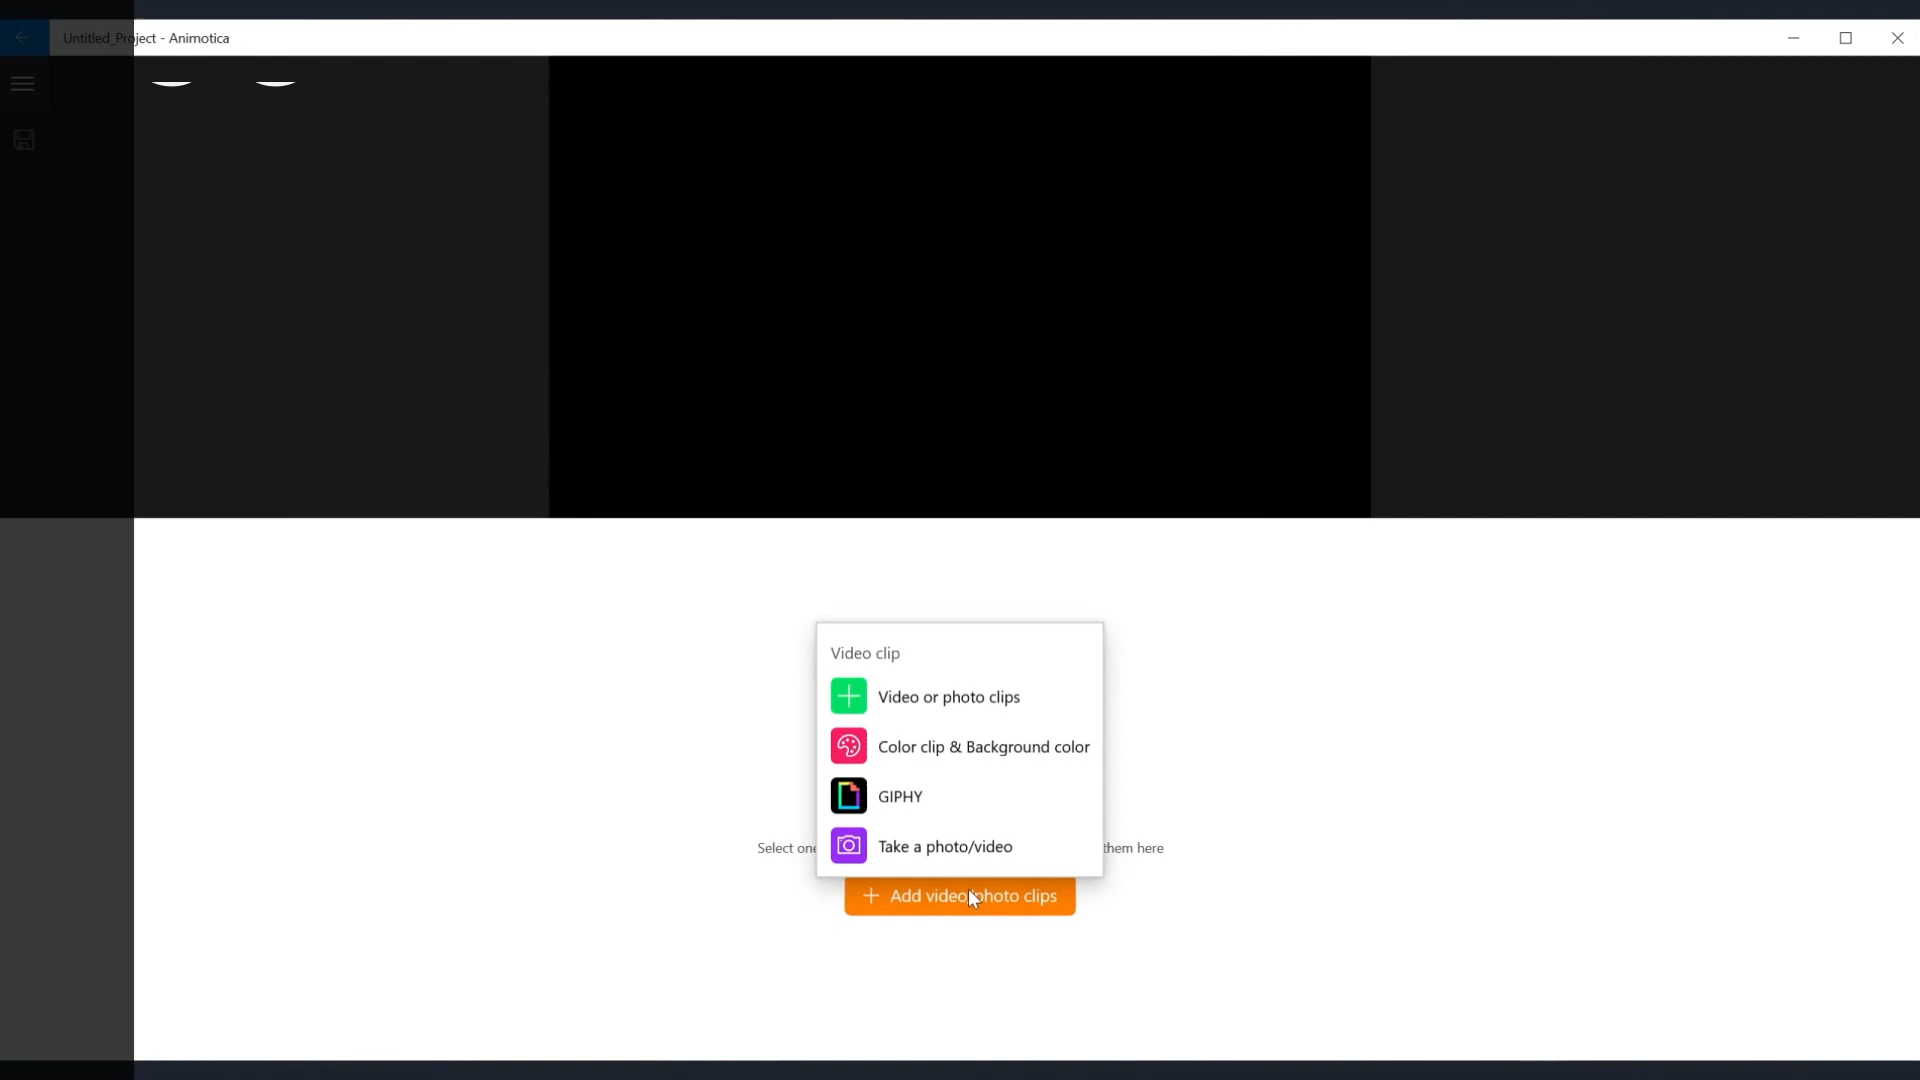 Untitled_Project - Animotica
Video clip
Video or photo clips
Color clip & Background color
GIPHY
Take a photo/video
Select one them here
Add video/photo clips